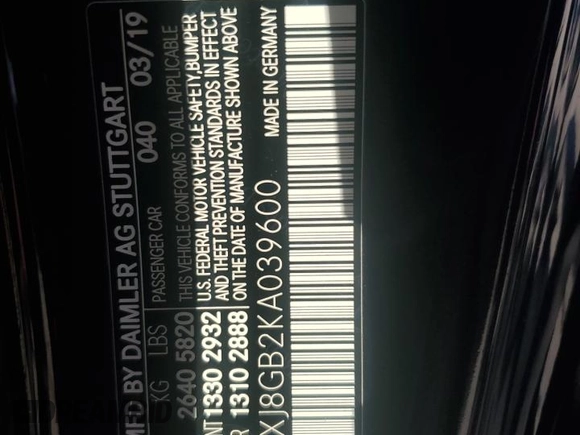 MFD BY DAIMLER AG STUTTGART
040 03/19
KG LBS PASSENGER CAR
2640 5820 THIS VEHICLE CONFORMS TO ALL APPLICABLE
NT 1330 2932 U.S. FEDERAL MOTOR VEHICLE SAFETY, BUMPER
AND THEFT PREVENTION STANDARDS IN EFFECT
R 1310 2888 ON THE DATE OF MANUFACTURE SHOWN ABOVE
XJ8GB2KA039600 MADE IN GERMANY